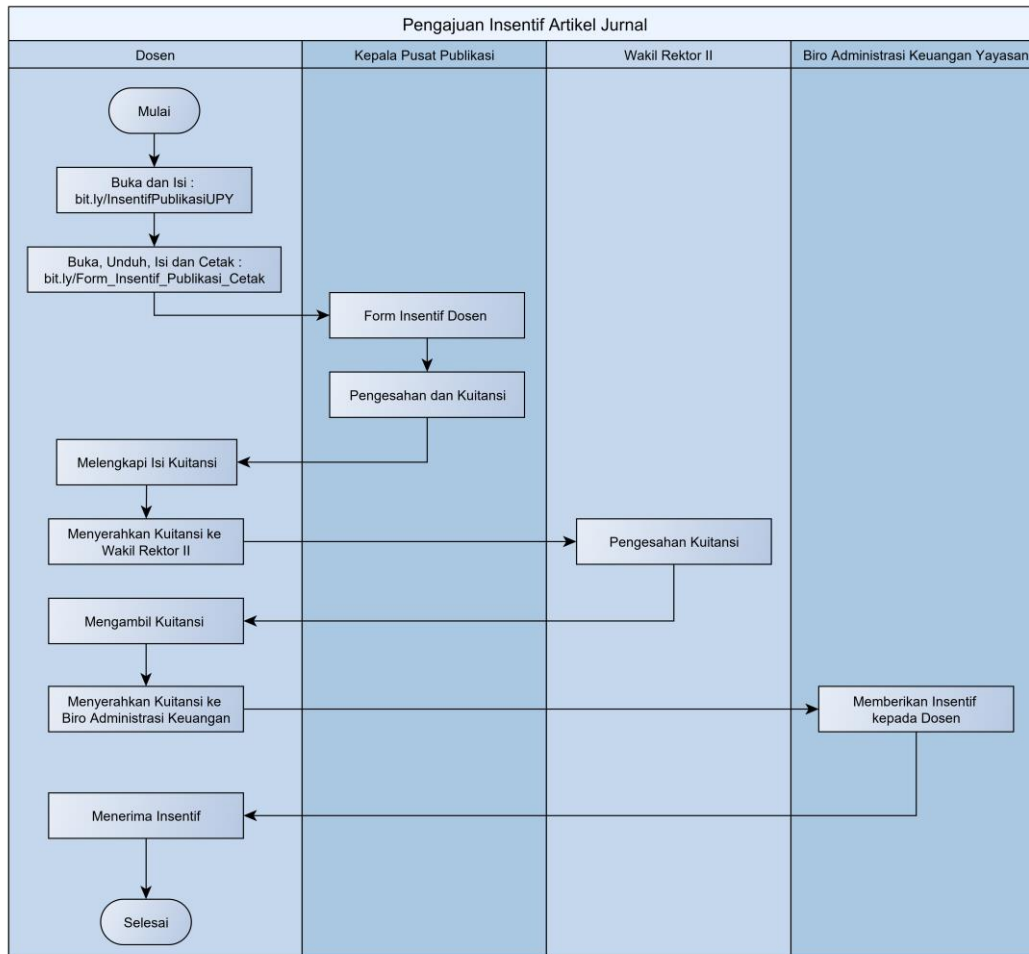 Pengajuan Insentif Artikel Jurnal
Dosen
Kepala Pusat Publikasi
Wakil Rektor II
Biro Administrasi Keuangan Yayasan
Mulai
Buka dan Isi :
bit.ly/InsentifPublikasiUPY
Buka, Unduh, Isi dan Cetak :
bit.ly/Form_Insentif_Publikasi_Cetak
Form Insentif Dosen
Pengesahan dan Kuitansi
Melengkapi Isi Kuitansi
Menyerahkan Kuitansi ke
Wakil Rektor II
Pengesahan Kuitansi
Mengambil Kuitansi
Menyerahkan Kuitansi ke
Biro Administrasi Keuangan
Memberikan Insentif
kepada Dosen
Menerima Insentif
Selesai